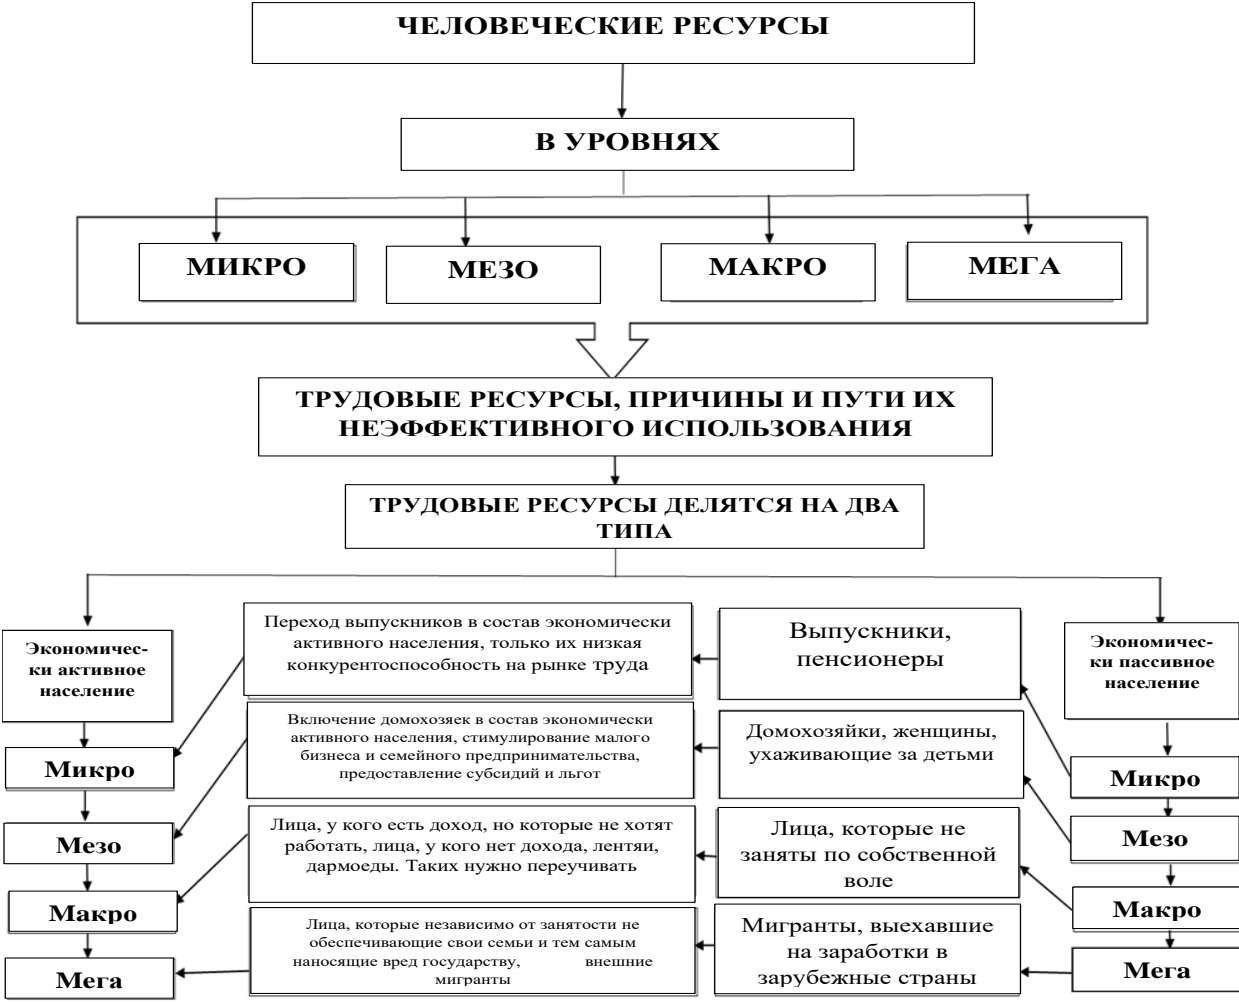 ЧЕЛОВЕЧЕСКИЕ РЕСУРСЫ
В УРОВНЯХ
МИКРО
МЕЗО
МАКРО
МЕГА
ТРУДОВЫЕ РЕСУРСЫ, ПРИЧИНЫ И ПУТИ ИХ
НЕЭФФЕКТИВНОГО ИСПОЛЬЗОВАНИЯ
ТРУДОВЫЕ РЕСУРСЫ ДЕЛЯТСЯ НА ДВА
ТИПА
Экономичес-
ки активное
население
Микро
Мезо
Макро
Мега
Переход выпускников в состав экономически
активного населения, только их низкая
конкурентоспособность на рынке труда
Включение домохозяек в состав экономически
активного населения, стимулирование малого
бизнеса и семейного предпринимательства,
предоставление субсидий и льгот
Лица, у кого есть доход, но которые не хотят
работать, лица, у кого нет дохода, лентяи,
дармоеды. Таких нужно переучивать
Лица, которые независимо от занятости не
обеспечивающие свои семьи и тем самым
наносящие вред государству, внешние
мигранты
Выпускники,
пенсионеры
Домохозяйки, женщины,
ухаживающие за детьми
Лица, которые не
заняты по собственной
воле
Мигранты, выехавшие
на заработки в
зарубежные страны
Экономичес-
ки пассивное
население
Микро
Мезо
Макро
Мега